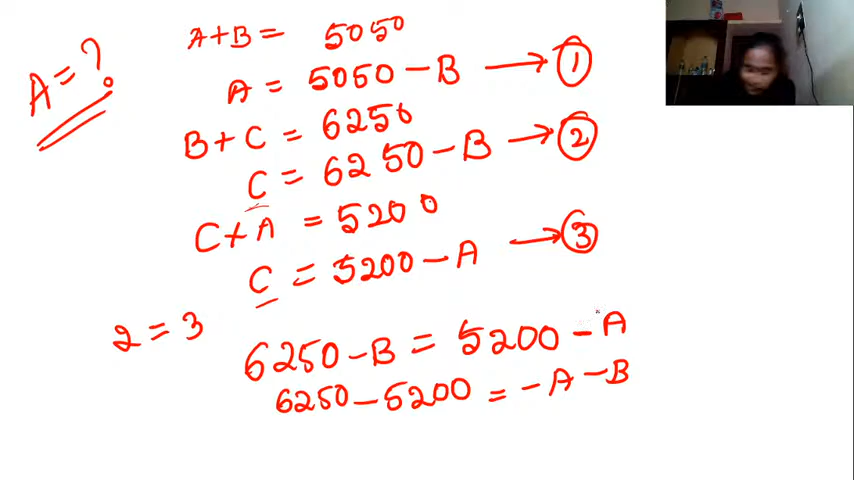 A = ?
A+B = 5050
A = 5050 - B → ①
B + C = 6250
C = 6250 - B → ②
C + A = 5200
C = 5200 - A → ③
2 = 3
6250 - B = 5200 - A
6250 - 5200 = - A - B